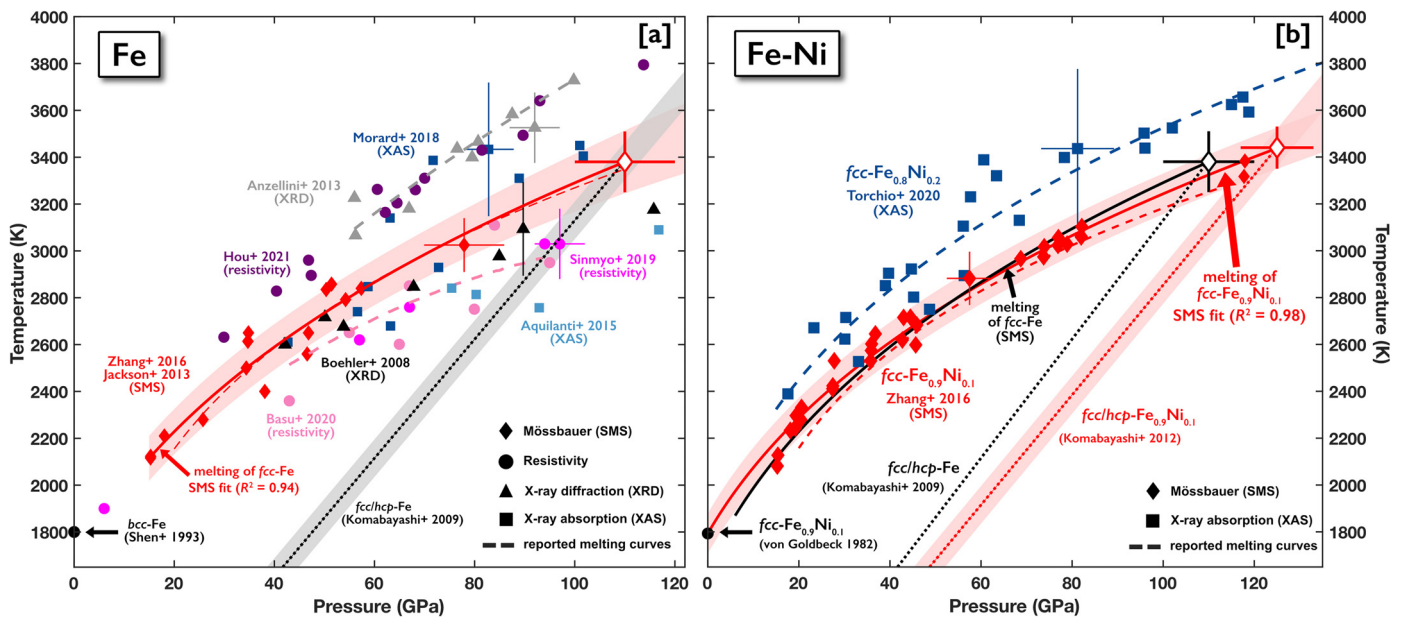 Fe
[a]
4000
3800
3600
3400
3200
3000
2800
2600
2400
2200
2000
1800
Temperature (K)
Morard+ 2018
(XAS)
Anzellini+ 2013
(XRD)
Hou+ 2021
(resistivity)
Sinmyo+ 2019
(resistivity)
Aquilanti+ 2015
(XAS)
Zhang+ 2016
Jackson+ 2013
(SMS)
Boehler+ 2008
(XRD)
Basu+ 2020
(resistivity)
melting of fcc-Fe
SMS fit (R² = 0.94)
bcc-Fe
(Shen+ 1993)
fcc/hcp-Fe
(Komabayashi+ 2009)
Mössbauer (SMS)
Resistivity
X-ray diffraction (XRD)
X-ray absorption (XAS)
reported melting curves
0 20 40 60 80 100 120
Pressure (GPa)
Fe-Ni
[b]
4000
3800
3600
3400
3200
3000
2800
2600
2400
2200
2000
1800
Temperature (K)
fcc-Fe0.8Ni0.2
Torchio+ 2020
(XAS)
melting
of fcc-Fe
(SMS)
melting of
fcc-Fe0.9Ni0.1
SMS fit (R² = 0.98)
fcc-Fe0.9Ni0.1
Zhang+ 2016
(SMS)
fcc/hcp-Fe0.9Ni0.1
(Komabayashi+ 2012)
fcc/hcp-Fe
(Komabayashi+ 2009)
fcc-Fe0.9Ni0.1
(von Goldbeck 1982)
Mössbauer (SMS)
X-ray absorption (XAS)
reported melting curves
0 20 40 60 80 100 120
Pressure (GPa)